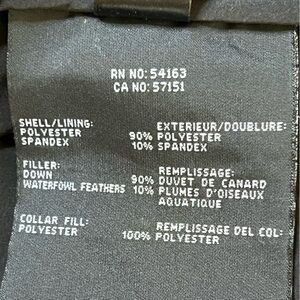 RN NO: 54163
CA NO: 57151
SHELL/LINING: EXTERIEUR/DOUBLURE:
POLYESTER 90% POLYESTER
SPANDEX 10% SPANDEX
FILLER: REMPLISSAGE:
DOWN 90% DUVET DE CANARD
WATERFOWL FEATHERS 10% PLUMES D'OISEAUX
AQUATIQUE
COLLAR FILL: REMPLISSAGE DEL COL:
POLYESTER 100% POLYESTER